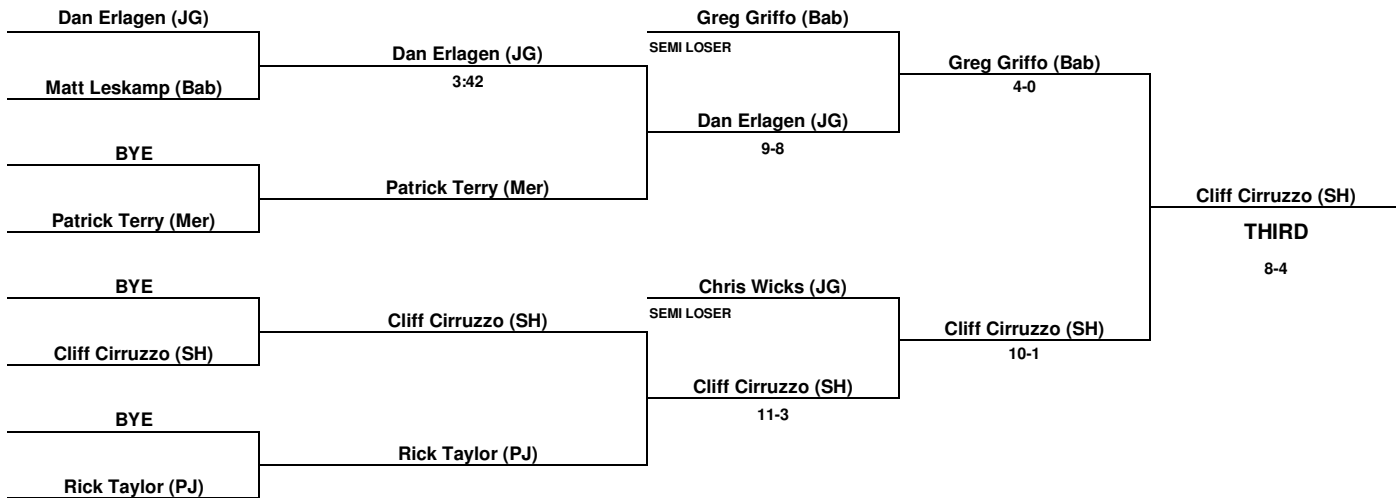 Dan Erlagen (JG)
Greg Griffo (Bab)
SEMI LOSER
Dan Erlagen (JG)
Greg Griffo (Bab)
3:42
4-0
Matt Leskamp (Bab)
Dan Erlagen (JG)
9-8
BYE
Patrick Terry (Mer)
Cliff Cirruzzo (SH)
Patrick Terry (Mer)
THIRD
8-4
BYE
Chris Wicks (JG)
SEMI LOSER
Cliff Cirruzzo (SH)
Cliff Cirruzzo (SH)
Cliff Cirruzzo (SH)
10-1
Cliff Cirruzzo (SH)
11-3
BYE
Rick Taylor (PJ)
Rick Taylor (PJ)